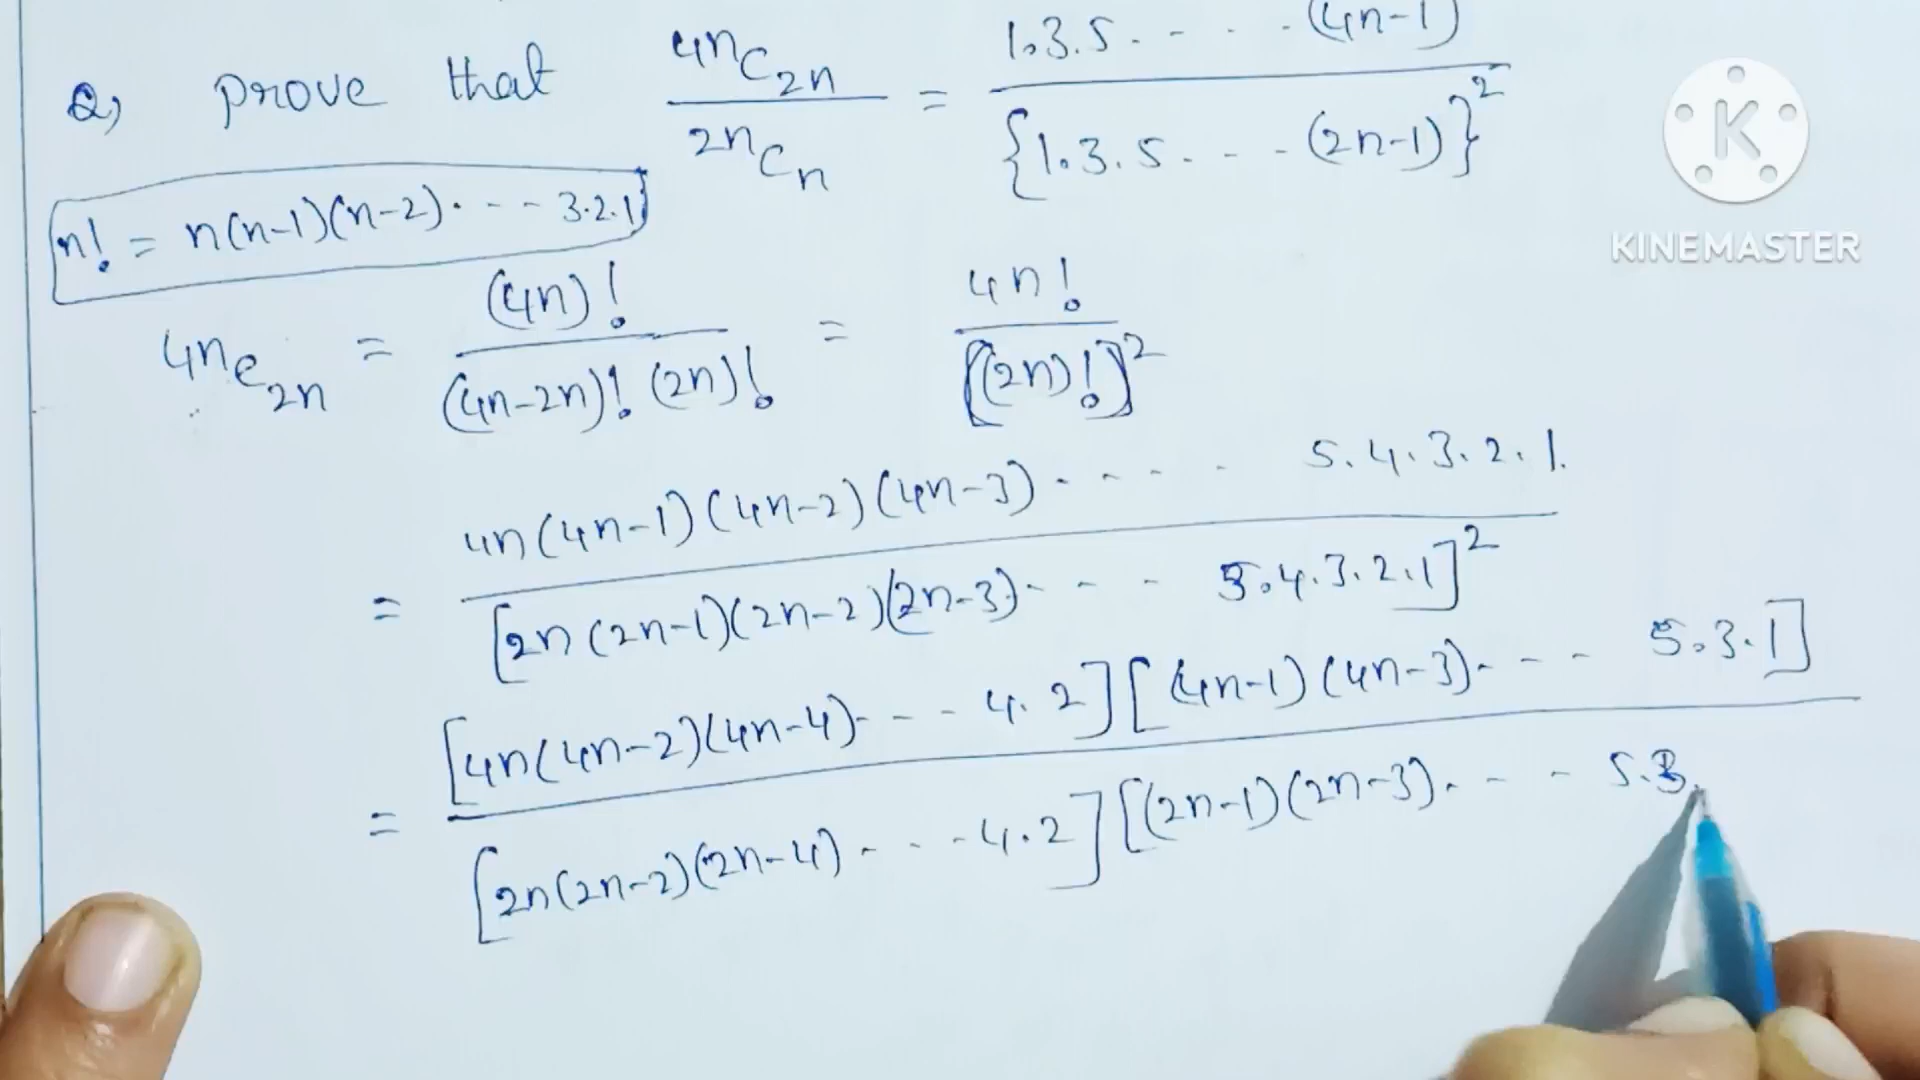 Q) prove that 4nC2n / 2nCn = 1.3.5.---.(4n-1) / {1.3.5.---(2n-1)}²
n! = n(n-1)(n-2).---3.2.1
4nc2n = (4n)! / (4n-2n)! (2n)! = 4n! / [(2n)!]²
= 4n(4n-1)(4n-2)(4n-3).---- 5.4.3.2.1. / [2n(2n-1)(2n-2)(2n-3).--- 5.4.3.2.1]²
= [4n(4n-2)(4n-4).---4.2][(4n-1)(4n-3).--- 5.3.1] / [2n(2n-2)(2n-4)----4.2][(2n-1)(2n-3).--- 5.3.
K
KINEMASTER